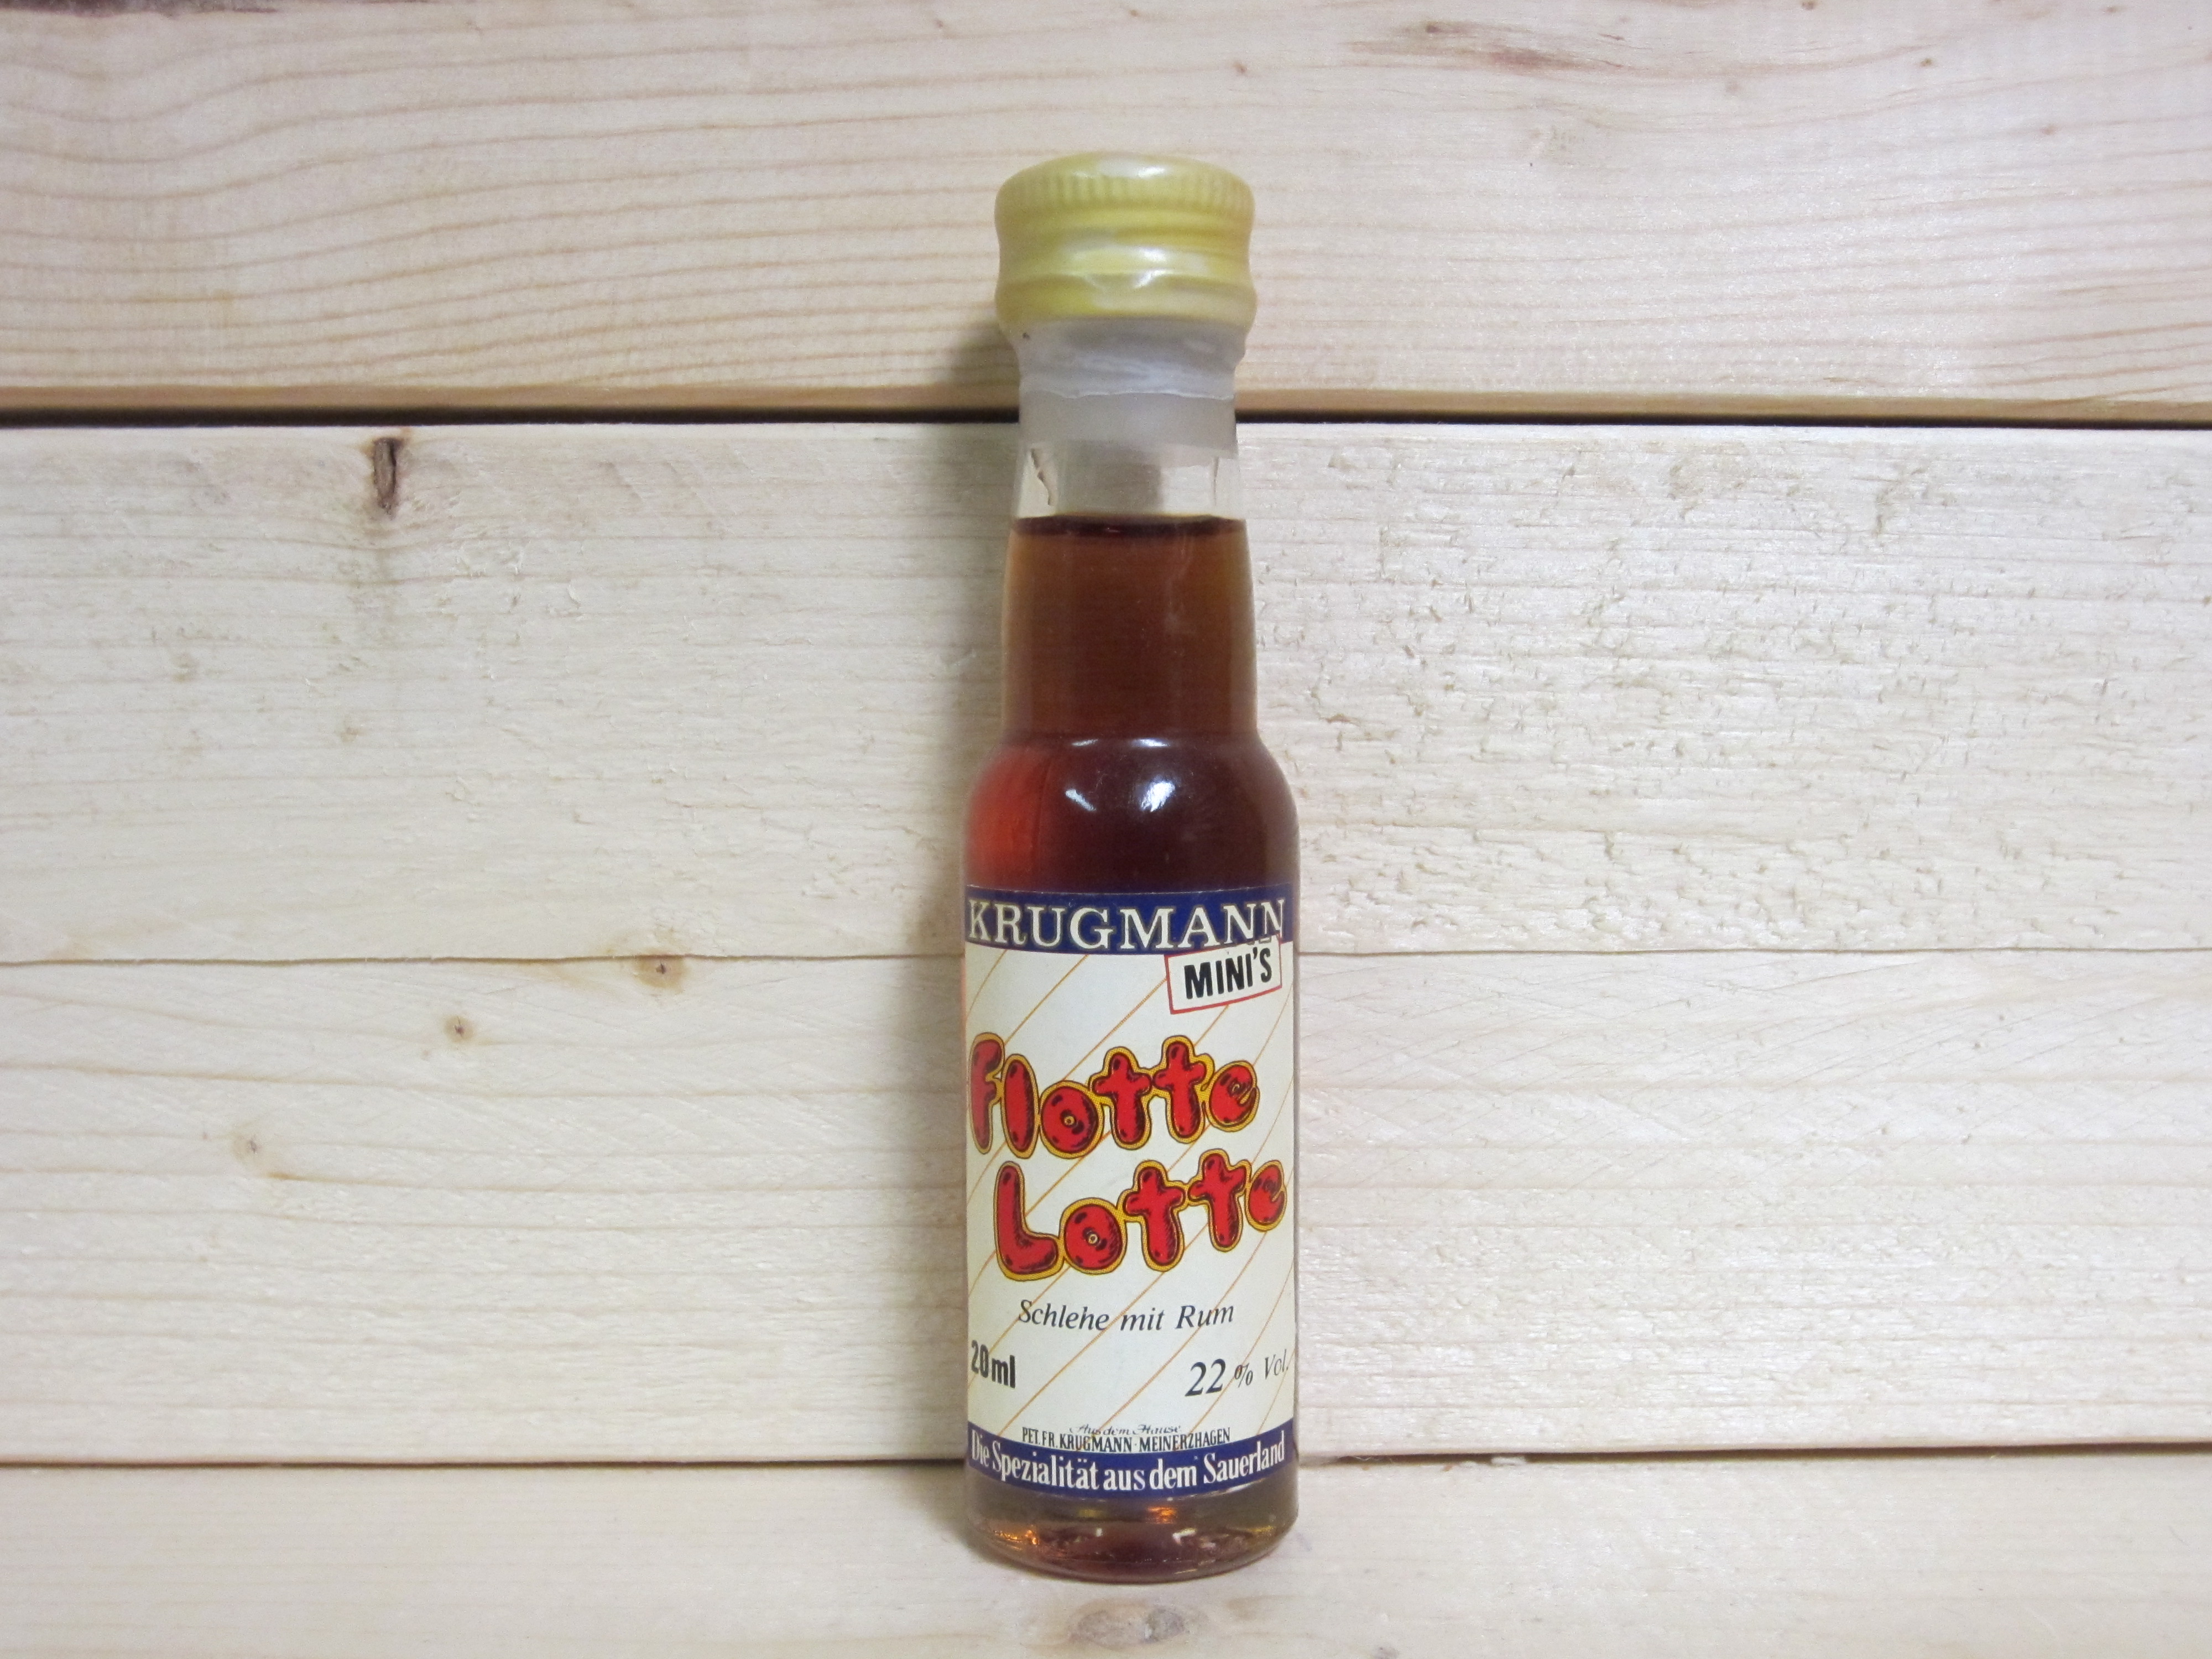 KRUGMANN
MINI'S
Flotte
Lotte
Schlehe mit Rum
20ml
22% Vol.
Aus dem Hause
PET. FR. KRUGMANN · MEINERZHAGEN
Die Spezialität aus dem Sauerland